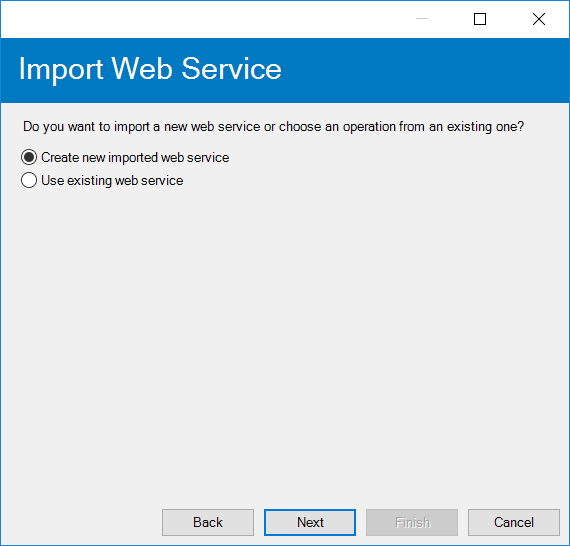 Import Web Service
Do you want to import a new web service or choose an operation from an existing one?
Create new imported web service
Use existing web service
Back Next Finish Cancel